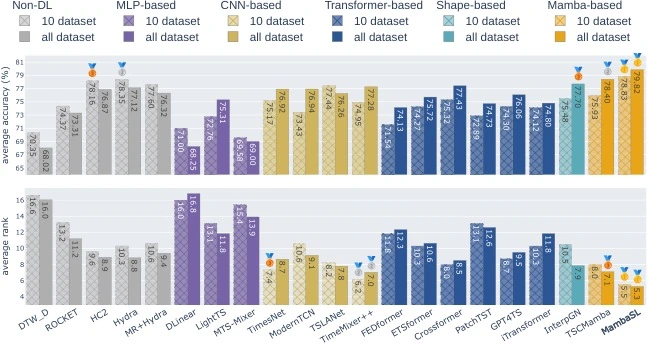 Non-DL MLP-based CNN-based Transformer-based Shape-based Mamba-based
10 dataset 10 dataset 10 dataset 10 dataset 10 dataset 10 dataset
all dataset all dataset all dataset all dataset all dataset all dataset
average accuracy (%)
81
79
77
75
73
71
69
67
65
70.35 68.02 74.37 73.31 78.16 76.87 78.35 77.12 77.60 76.32 71.00 68.25 72.76 75.31 69.58 69.00 75.17 76.92 73.43 76.94 77.44 76.26 74.95 77.28 71.54 74.13 74.27 75.72 75.32 77.43 72.89 74.73 74.30 76.06 74.12 74.80 75.48 77.70 75.93 78.40 78.83 79.82
average rank
16
14
12
10
8
6
4
16.6 16.0 13.2 11.2 9.6 8.9 10.3 8.8 10.6 9.4 16.0 16.8 13.1 11.8 15.4 13.9 7.4 8.7 10.6 9.1 8.2 7.8 6.2 7.0 11.8 12.3 10.3 10.6 8.0 8.5 13.1 12.6 8.7 9.5 10.3 11.8 10.5 7.9 8.0 7.1 5.5 5.3
DTW_D ROCKET HC2 Hydra MR+Hydra DLinear LightTS MTS-Mixer TimesNet ModernTCN TSLANet TimeMixer++ FEDformer ETSformer Crossformer PatchTST GPT4TS iTransformer InterpGN TSCMamba MambaSL